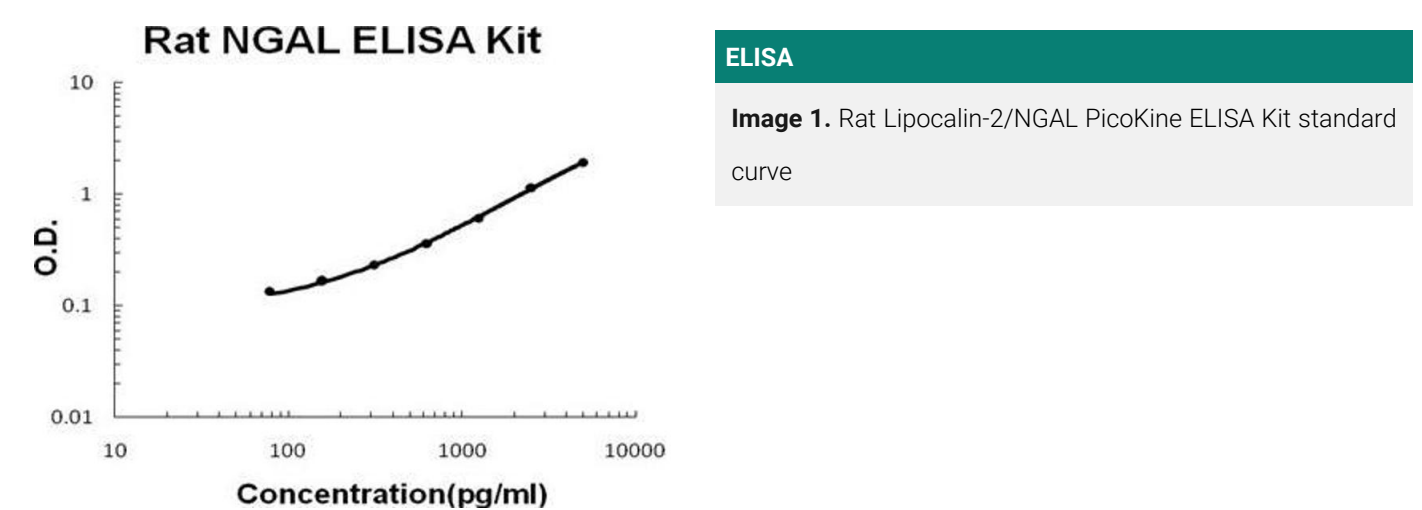 Rat NGAL ELISA Kit
10
1
0.1
0.01
O.D.
10 100 1000 10000
Concentration(pg/ml)
ELISA
Image 1. Rat Lipocalin-2/NGAL PicoKine ELISA Kit standard
curve